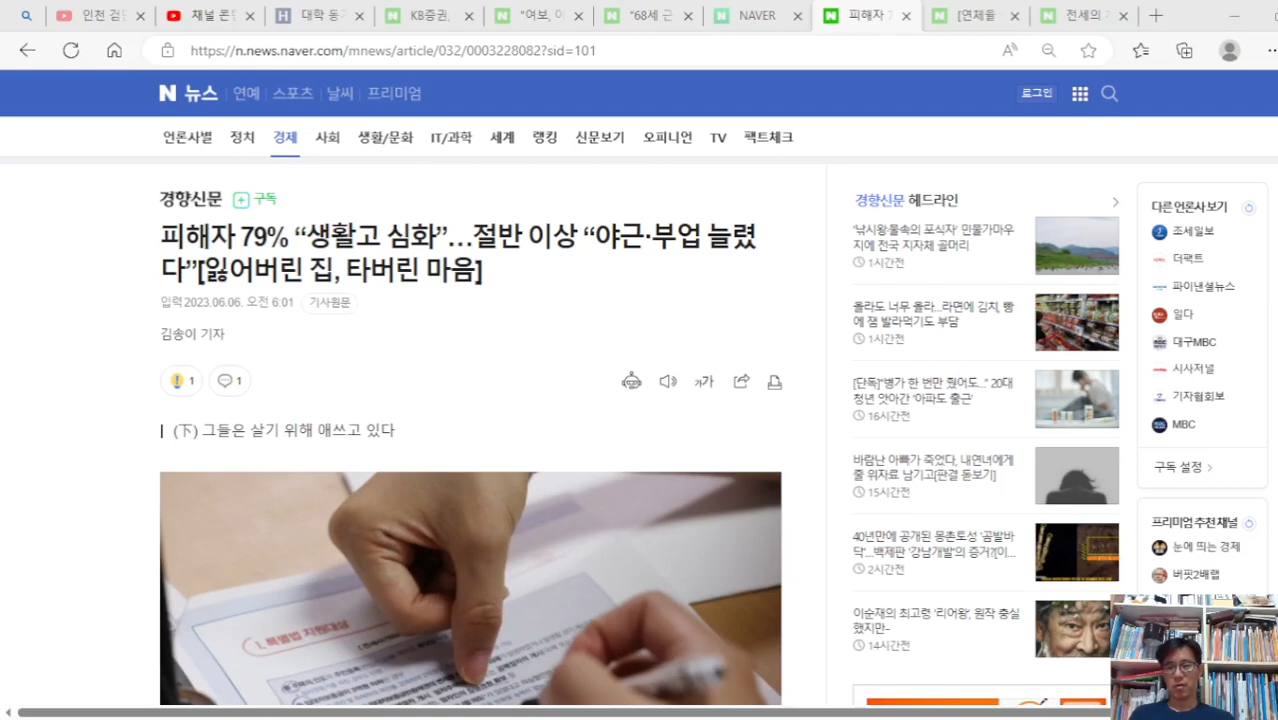 인천 검단
채널 콘
대학 동
KB증권,
"여보, 이
"68세 근
NAVER
피해자 7
[연체율
전세의 7
https://n.news.naver.com/mnews/article/032/0003228082?sid=101
N 뉴스 연예 스포츠 날씨 프리미엄
로그인
언론사별 정치 경제 사회 생활/문화 IT/과학 세계 랭킹 신문보기 오피니언 TV 팩트체크
경향신문 구독
피해자 79% “생활고 심화”…절반 이상 “야근·부업 늘렸
다”[잃어버린 집, 타버린 마음]
입력 2023.06.06. 오전 6:01 기사원문
김송이 기자
1
1
가가
(下) 그들은 살기 위해 애쓰고 있다
I.특별법 지원대상
경향신문 헤드라인
'낚시왕·물속의 포식자' 민물가마우
지에 전국 지자체 골머리
1시간전
올라도 너무 올라...라면에 김치, 빵
에 잼 발라먹기도 부담
1시간전
[단독]“병가 한 번만 줬어도...” 20대
청년 앗아간 ‘아파도 출근’
16시간전
바람난 아빠가 죽었다, 내연녀에게
줄 위자료 남기고[판결 돋보기]
15시간전
40년만에 공개된 몽촌토성 '곰발바
닥'...백제판 '강남개발'의 증거?[이...
2시간전
이순재의 최고령 ‘리어왕’, 원작 충실
했지만-
14시간전
다른 언론사 보기
조세일보
더팩트
파이낸셜뉴스
일다
대구MBC
시사저널
기자협회보
MBC
구독 설정
프리미엄 추천 채널
눈에 띄는 경제
버핏2배랩